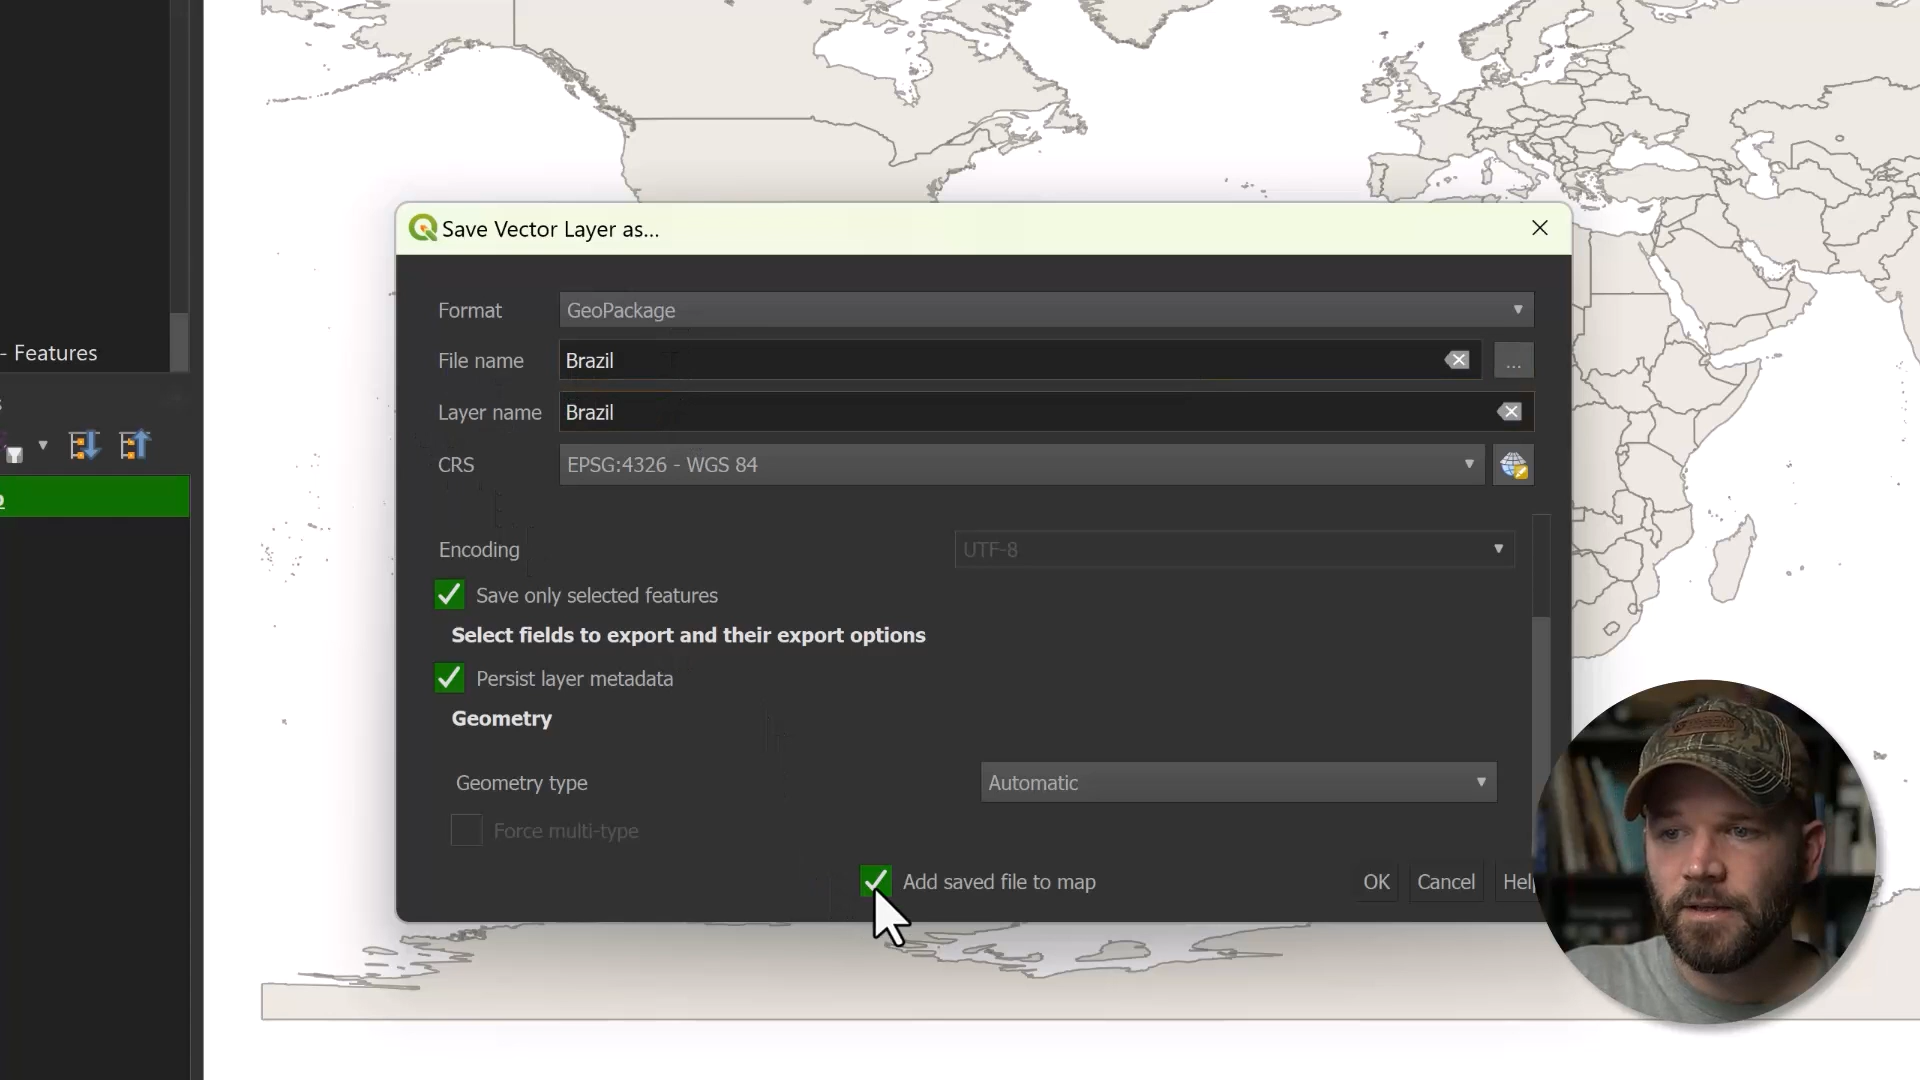 Save Vector Layer as...
Format GeoPackage
- Features
File name Brazil ...
Layer name Brazil
CRS EPSG:4326 - WGS 84
Encoding UTF-8
Save only selected features
Select fields to export and their export options
Persist layer metadata
Geometry
Geometry type Automatic
Force multi-type
Add saved file to map OK Cancel Help